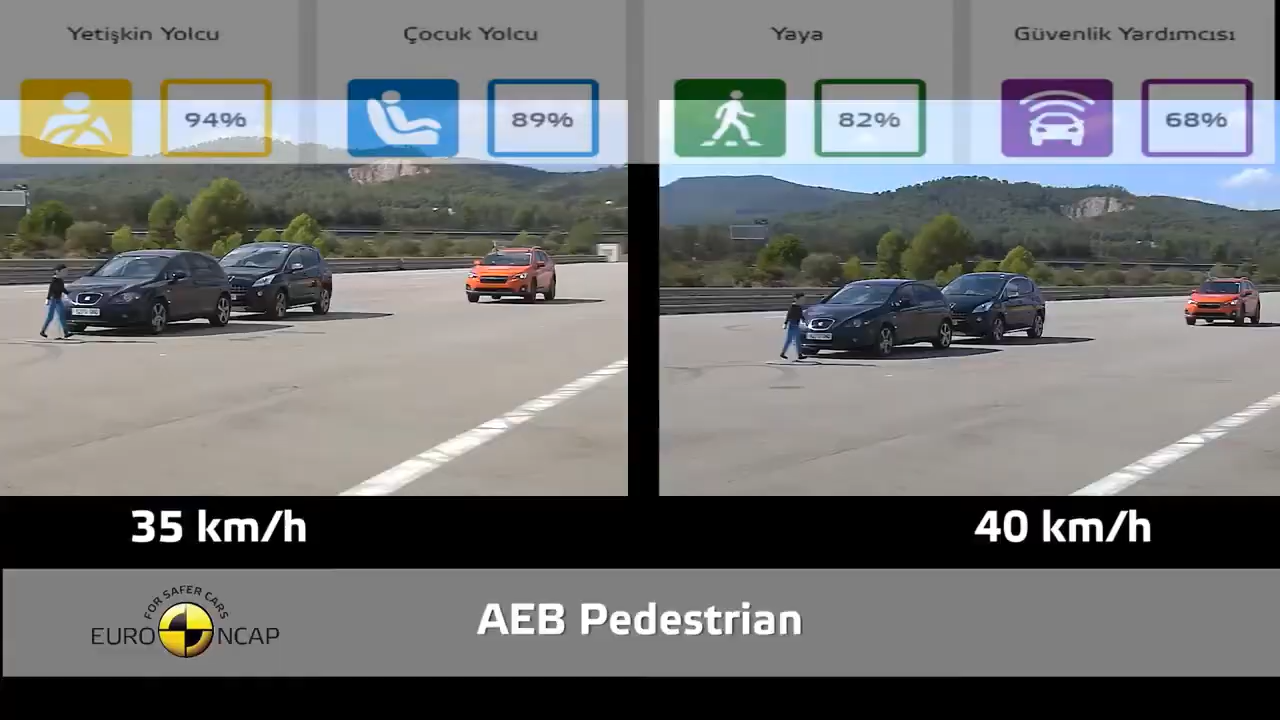 Yetişkin Yolcu
Çocuk Yolcu
Yaya
Güvenlik Yardımcısı
94%
89%
82%
68%
35 km/h
40 km/h
FOR SAFER CARS
EURO NCAP
AEB Pedestrian